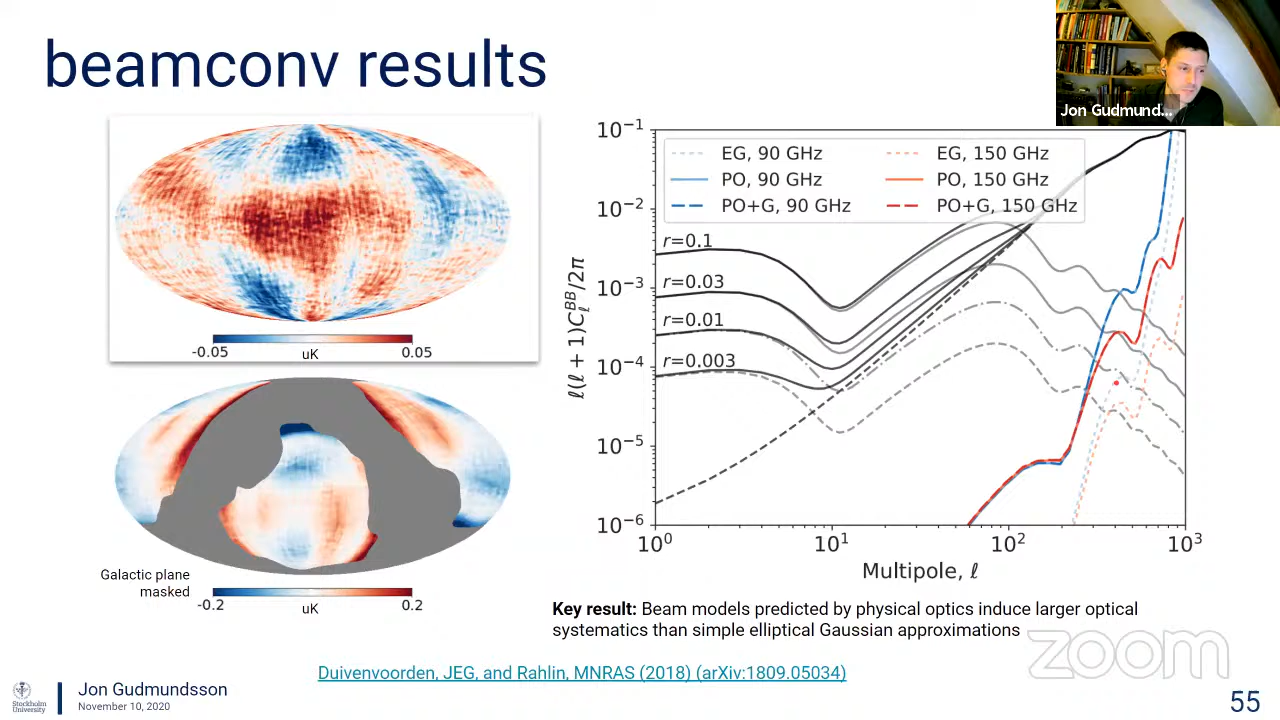 beamconv results
Jon Gudmund...
-0.05 uK 0.05
Galactic plane
masked
-0.2 uK 0.2
10⁻¹
10⁻²
10⁻³
10⁻⁴
10⁻⁵
10⁻⁶
ℓ(ℓ + 1)C_ℓ^{BB}/2π
EG, 90 GHz
PO, 90 GHz
PO+G, 90 GHz
EG, 150 GHz
PO, 150 GHz
PO+G, 150 GHz
r=0.1
r=0.03
r=0.01
r=0.003
10⁰ 10¹ 10² 10³
Multipole, ℓ
Key result: Beam models predicted by physical optics induce larger optical
systematics than simple elliptical Gaussian approximations
zoom
Duivenvoorden, JEG, and Rahlin, MNRAS (2018) (arXiv:1809.05034)
Stockholm
University
Jon Gudmundsson
November 10, 2020
55